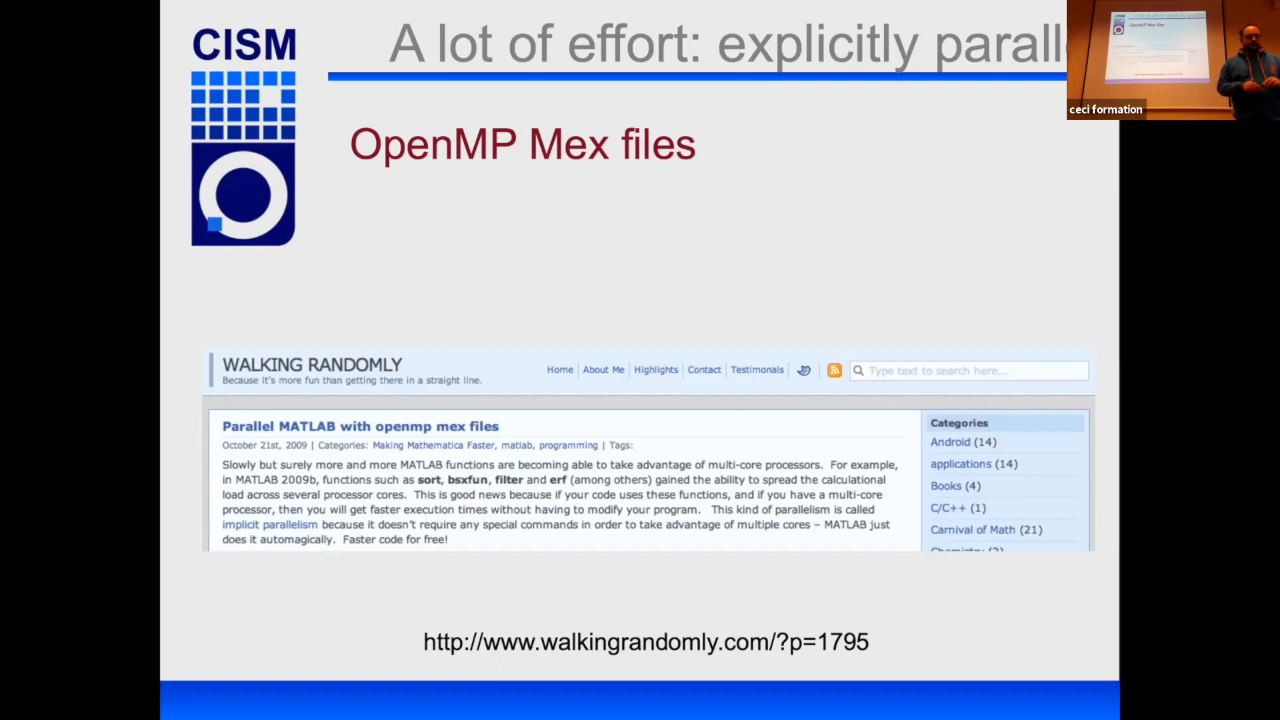 CISM
A lot of effort: explicitly parall
ceci formation
OpenMP Mex files
WALKING RANDOMLY
Because it's more fun than getting there in a straight line.
Home
About Me
Highlights
Contact
Testimonials
Type text to search here...
Parallel MATLAB with openmp mex files
October 21st, 2009 | Categories: Making Mathematica Faster, matlab, programming | Tags:
Slowly but surely more and more MATLAB functions are becoming able to take advantage of multi-core processors. For example,
in MATLAB 2009b, functions such as sort, bsxfun, filter and erf (among others) gained the ability to spread the calculational
load across several processor cores. This is good news because if your code uses these functions, and if you have a multi-core
processor, then you will get faster execution times without having to modify your program. This kind of parallelism is called
implicit parallelism because it doesn't require any special commands in order to take advantage of multiple cores – MATLAB just
does it automagically. Faster code for free!
Categories
Android (14)
applications (14)
Books (4)
C/C++ (1)
Carnival of Math (21)
http://www.walkingrandomly.com/?p=1795